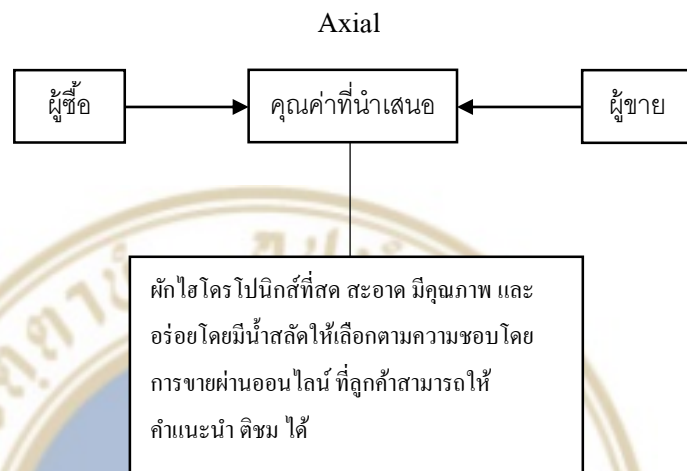 Axial
ผู้ซื้อ
คุณค่าที่นำเสนอ
ผู้ขาย
ผักไฮโดรโปนิกส์ที่สด สะอาด มีคุณภาพ และ
อร่อยโดยมีน้ำสลัดให้เลือกตามความชอบโดย
การขายผ่านออนไลน์ ที่ลูกค้าสามารถให้
คำแนะนำ ติชม ได้